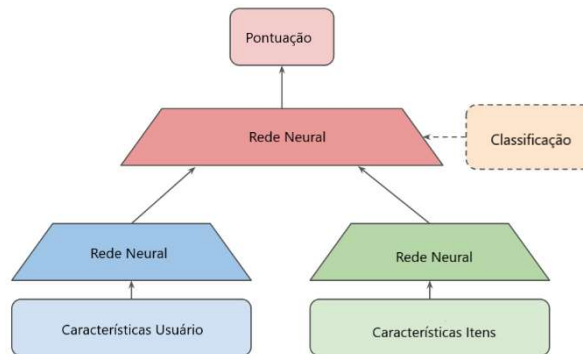 Pontuação
Rede Neural
Classificação
Rede Neural
Rede Neural
Características Usuário
Características Itens